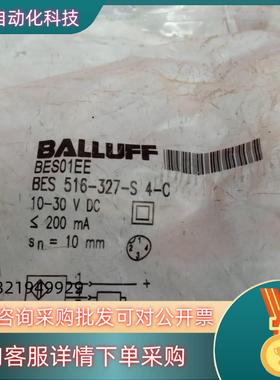 自动化科技
BALLUFF
BES01EE
BES 516-327-S 4-C
10-30 V DC
≤ 200 mA
sn = 10 mm
821949929
咨询采购批发可对公开票
客服详情下单采购